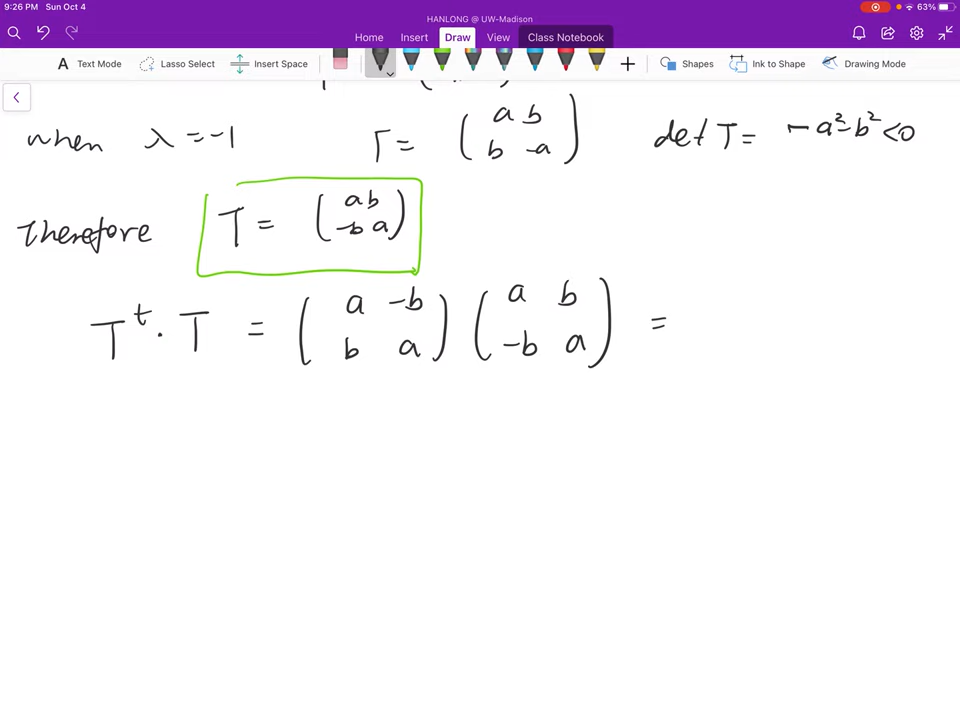 9:26 PM Sun Oct 4 63%
HANLONG @ UW-Madison
Home Insert Draw View Class Notebook
A Text Mode Lasso Select Insert Space + Shapes Ink to Shape Drawing Mode
when λ = -1 T = ( a b ; b -a ) det T = -a²-b² <0
therefore T = ( a b ; -b a )
T^t · T = ( a -b ; b a ) ( a b ; -b a ) =